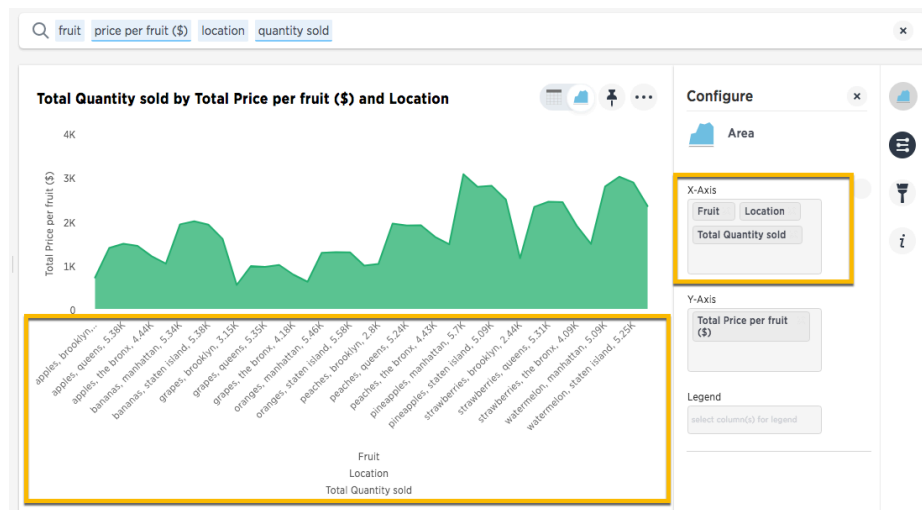 fruit price per fruit ($) location quantity sold
Total Quantity sold by Total Price per fruit ($) and Location
Total Price per fruit ($)
4K
3K
2K
1K
0
apples, brooklyn,...
apples, queens, 5.38K
apples, the bronx, 4.44K
bananas, manhattan, 5.34K
bananas, staten island, 5.38K
grapes, brooklyn, 3.15K
grapes, queens, 5.35K
grapes, the bronx, 4.18K
oranges, manhattan, 5.46K
oranges, staten island, 5.58K
peaches, brooklyn, 2.8K
peaches, queens, 5.24K
peaches, the bronx, 4.43K
pineapples, manhattan, 5.7K
pineapples, staten island, 5.09K
strawberries, brooklyn, 2.44K
strawberries, queens, 5.31K
strawberries, the bronx, 4.09K
watermelon, manhattan, 5.09K
watermelon, staten island, 5.25K
Fruit
Location
Total Quantity sold
Configure
Area
X-Axis
Fruit Location
Total Quantity sold
Y-Axis
Total Price per fruit
($)
Legend
select column(s) for legend
i